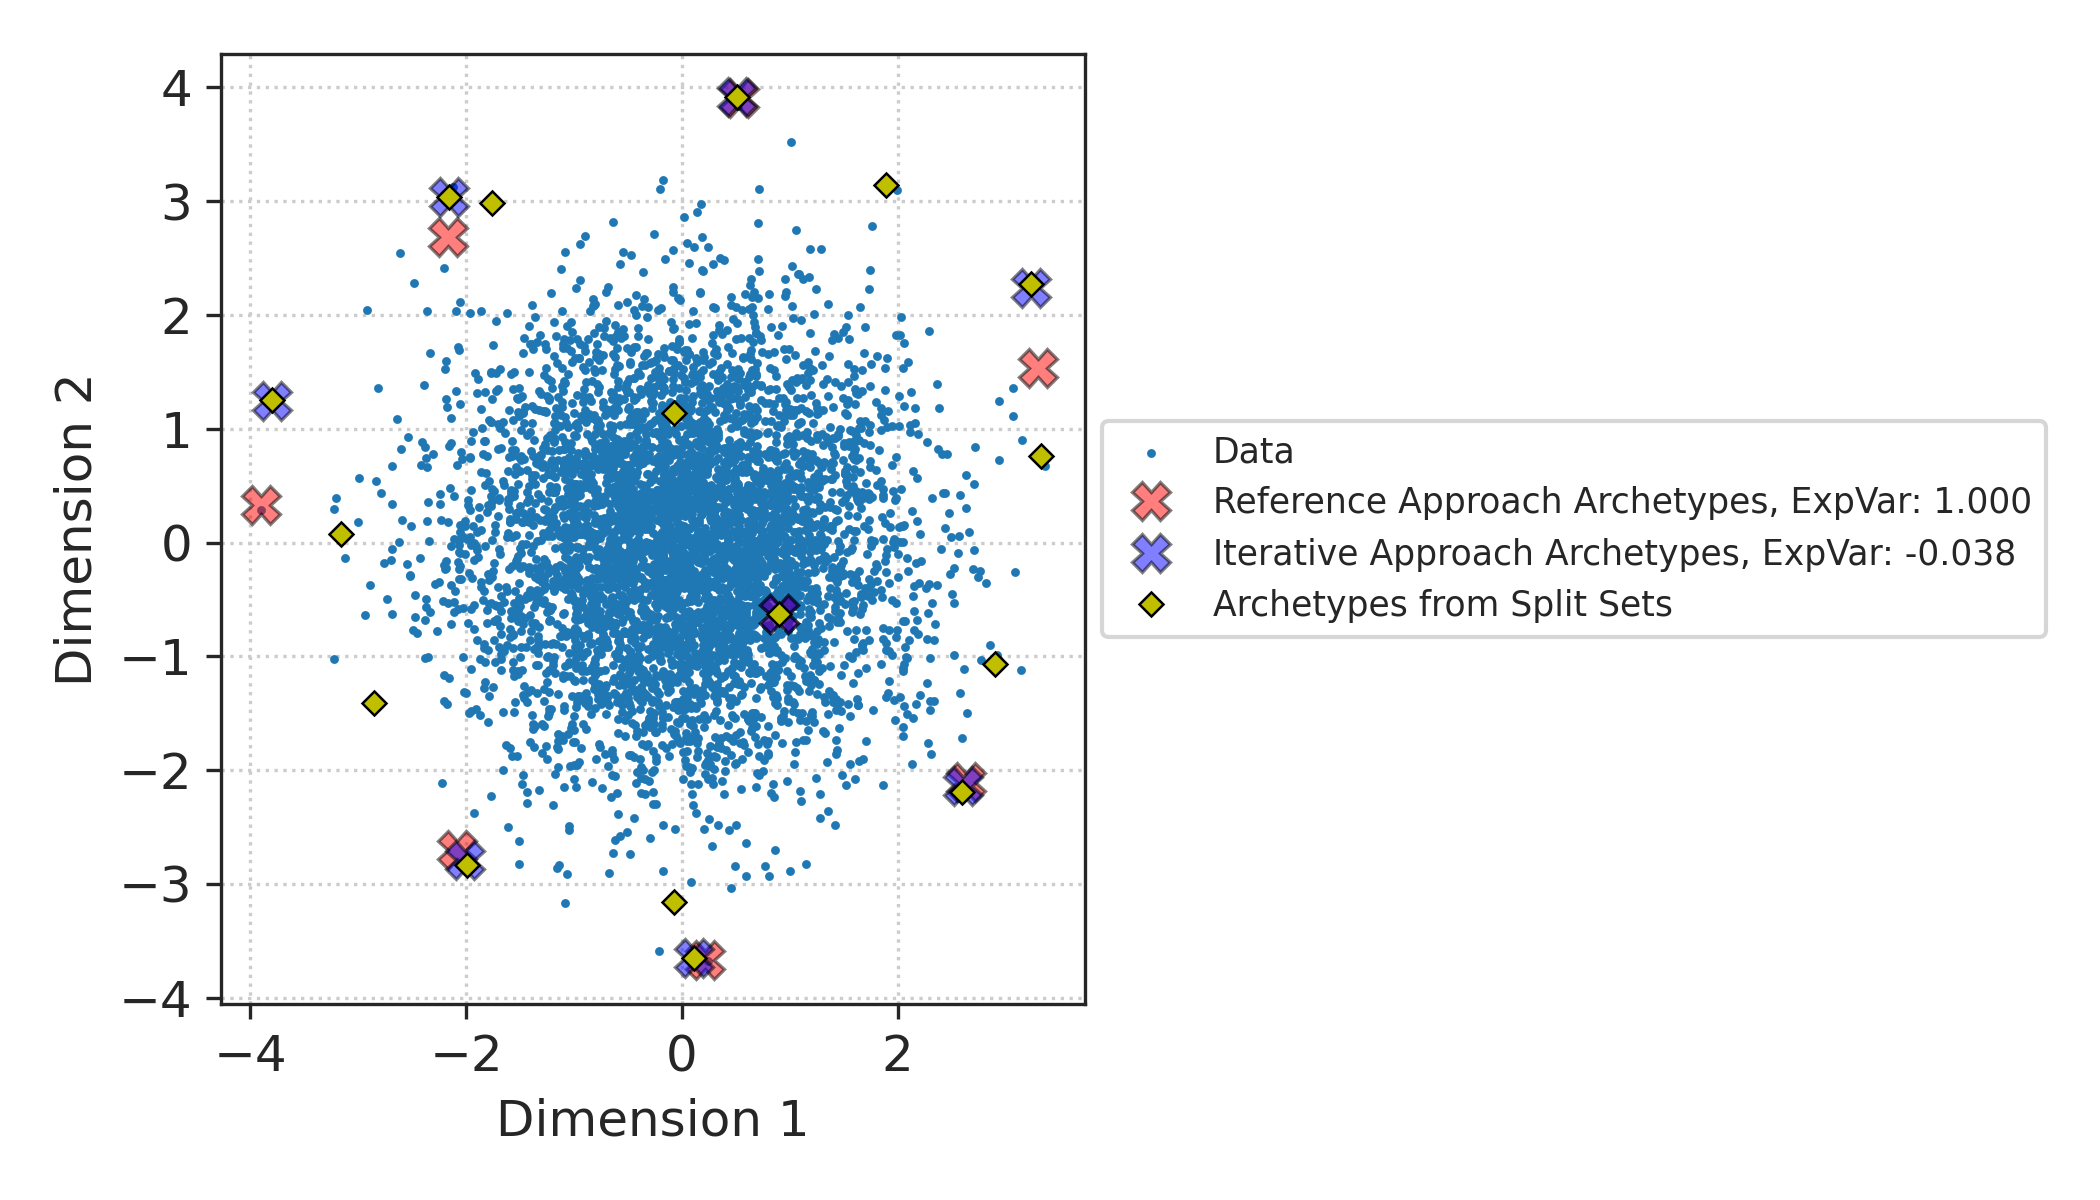 4
3
2
1
0
−1
−2
−3
−4
Dimension 2
−4 −2 0 2
Dimension 1
Data
Reference Approach Archetypes, ExpVar: 1.000
Iterative Approach Archetypes, ExpVar: -0.038
Archetypes from Split Sets